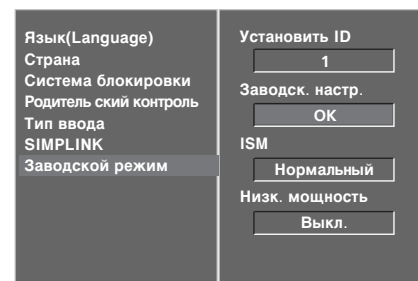 Язык(Language)
Страна
Система блокировки
Родитель ский контроль
Тип ввода
SIMPLINK
Заводской режим
Установить ID
1
Заводск. настр.
ОК
ISM
Нормальный
Низк. мощность
Выкл.